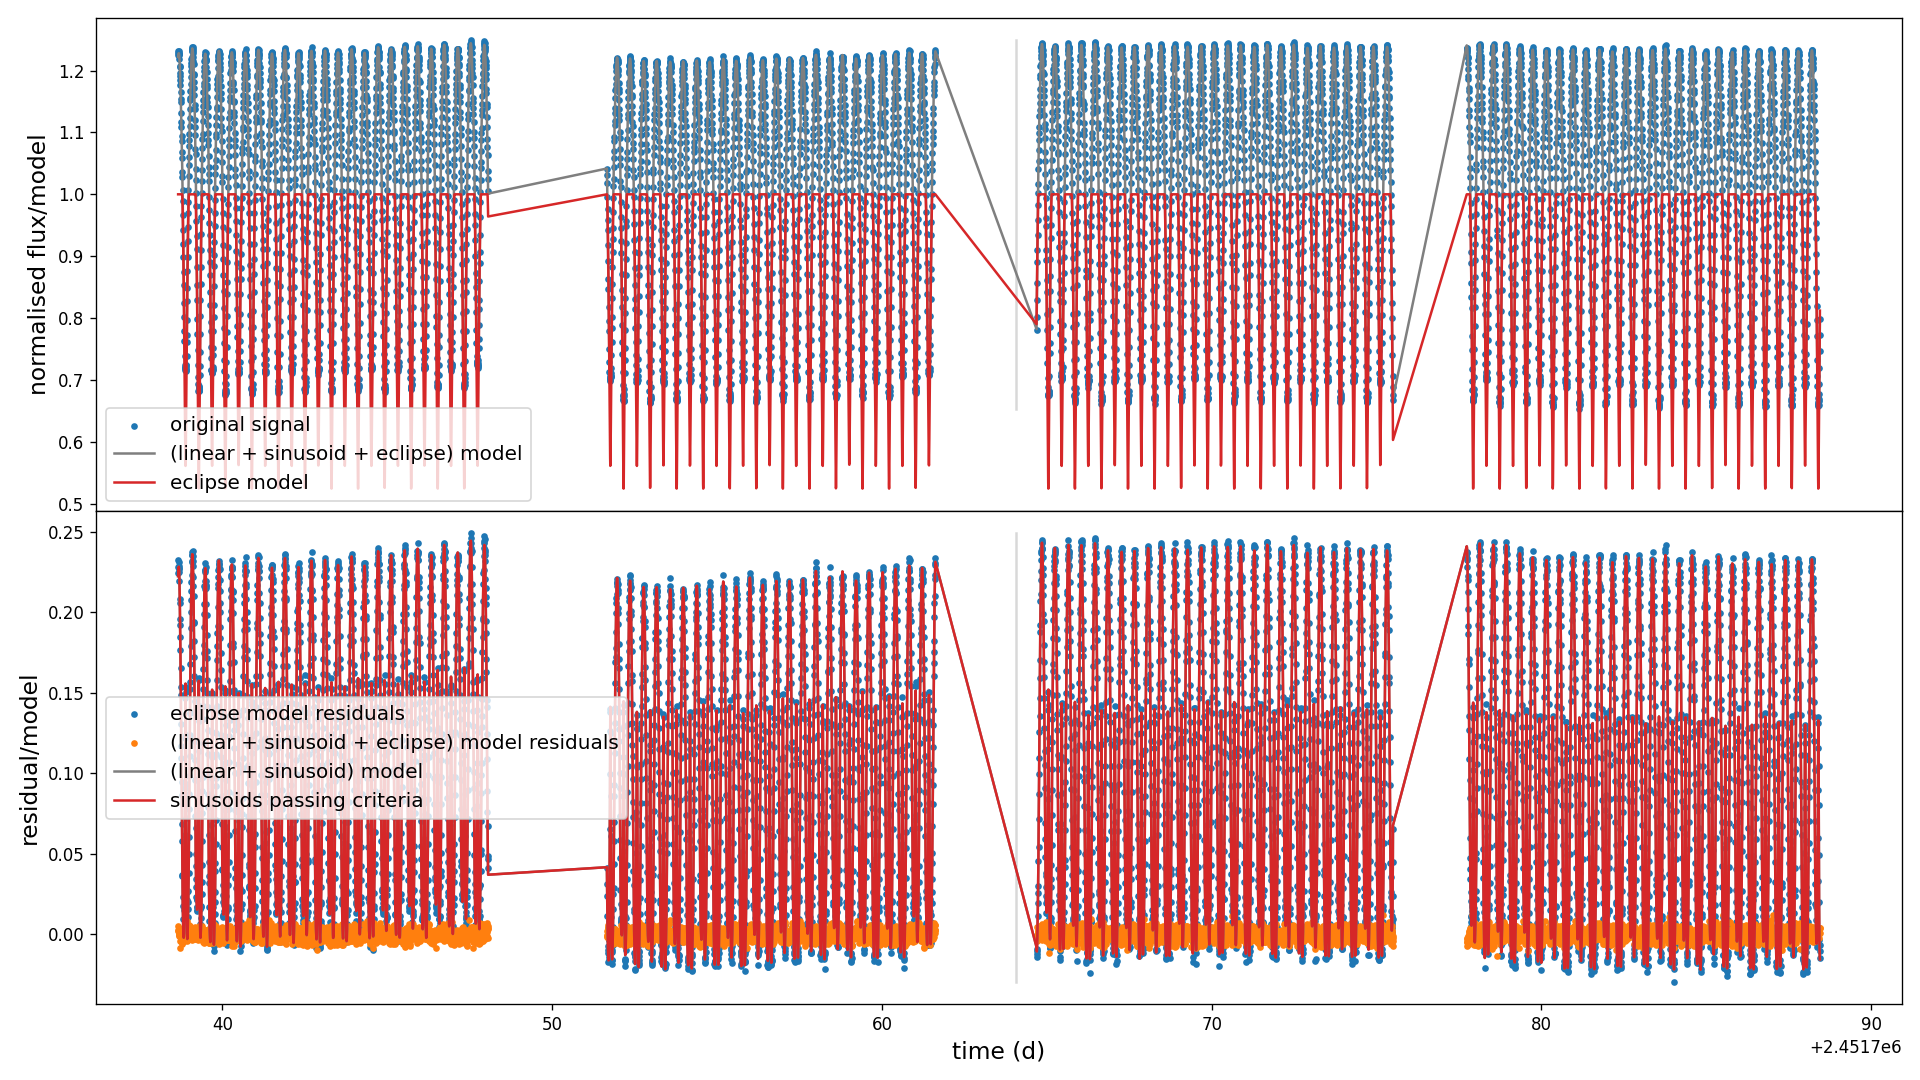 normalised flux/model
1.2
1.1
1.0
0.9
0.8
0.7
0.6
0.5
original signal
(linear + sinusoid + eclipse) model
eclipse model
residual/model
0.25
0.20
0.15
0.10
0.05
0.00
eclipse model residuals
(linear + sinusoid + eclipse) model residuals
(linear + sinusoid) model
sinusoids passing criteria
40 50 60 70 80 90
time (d)
+2.4517e6